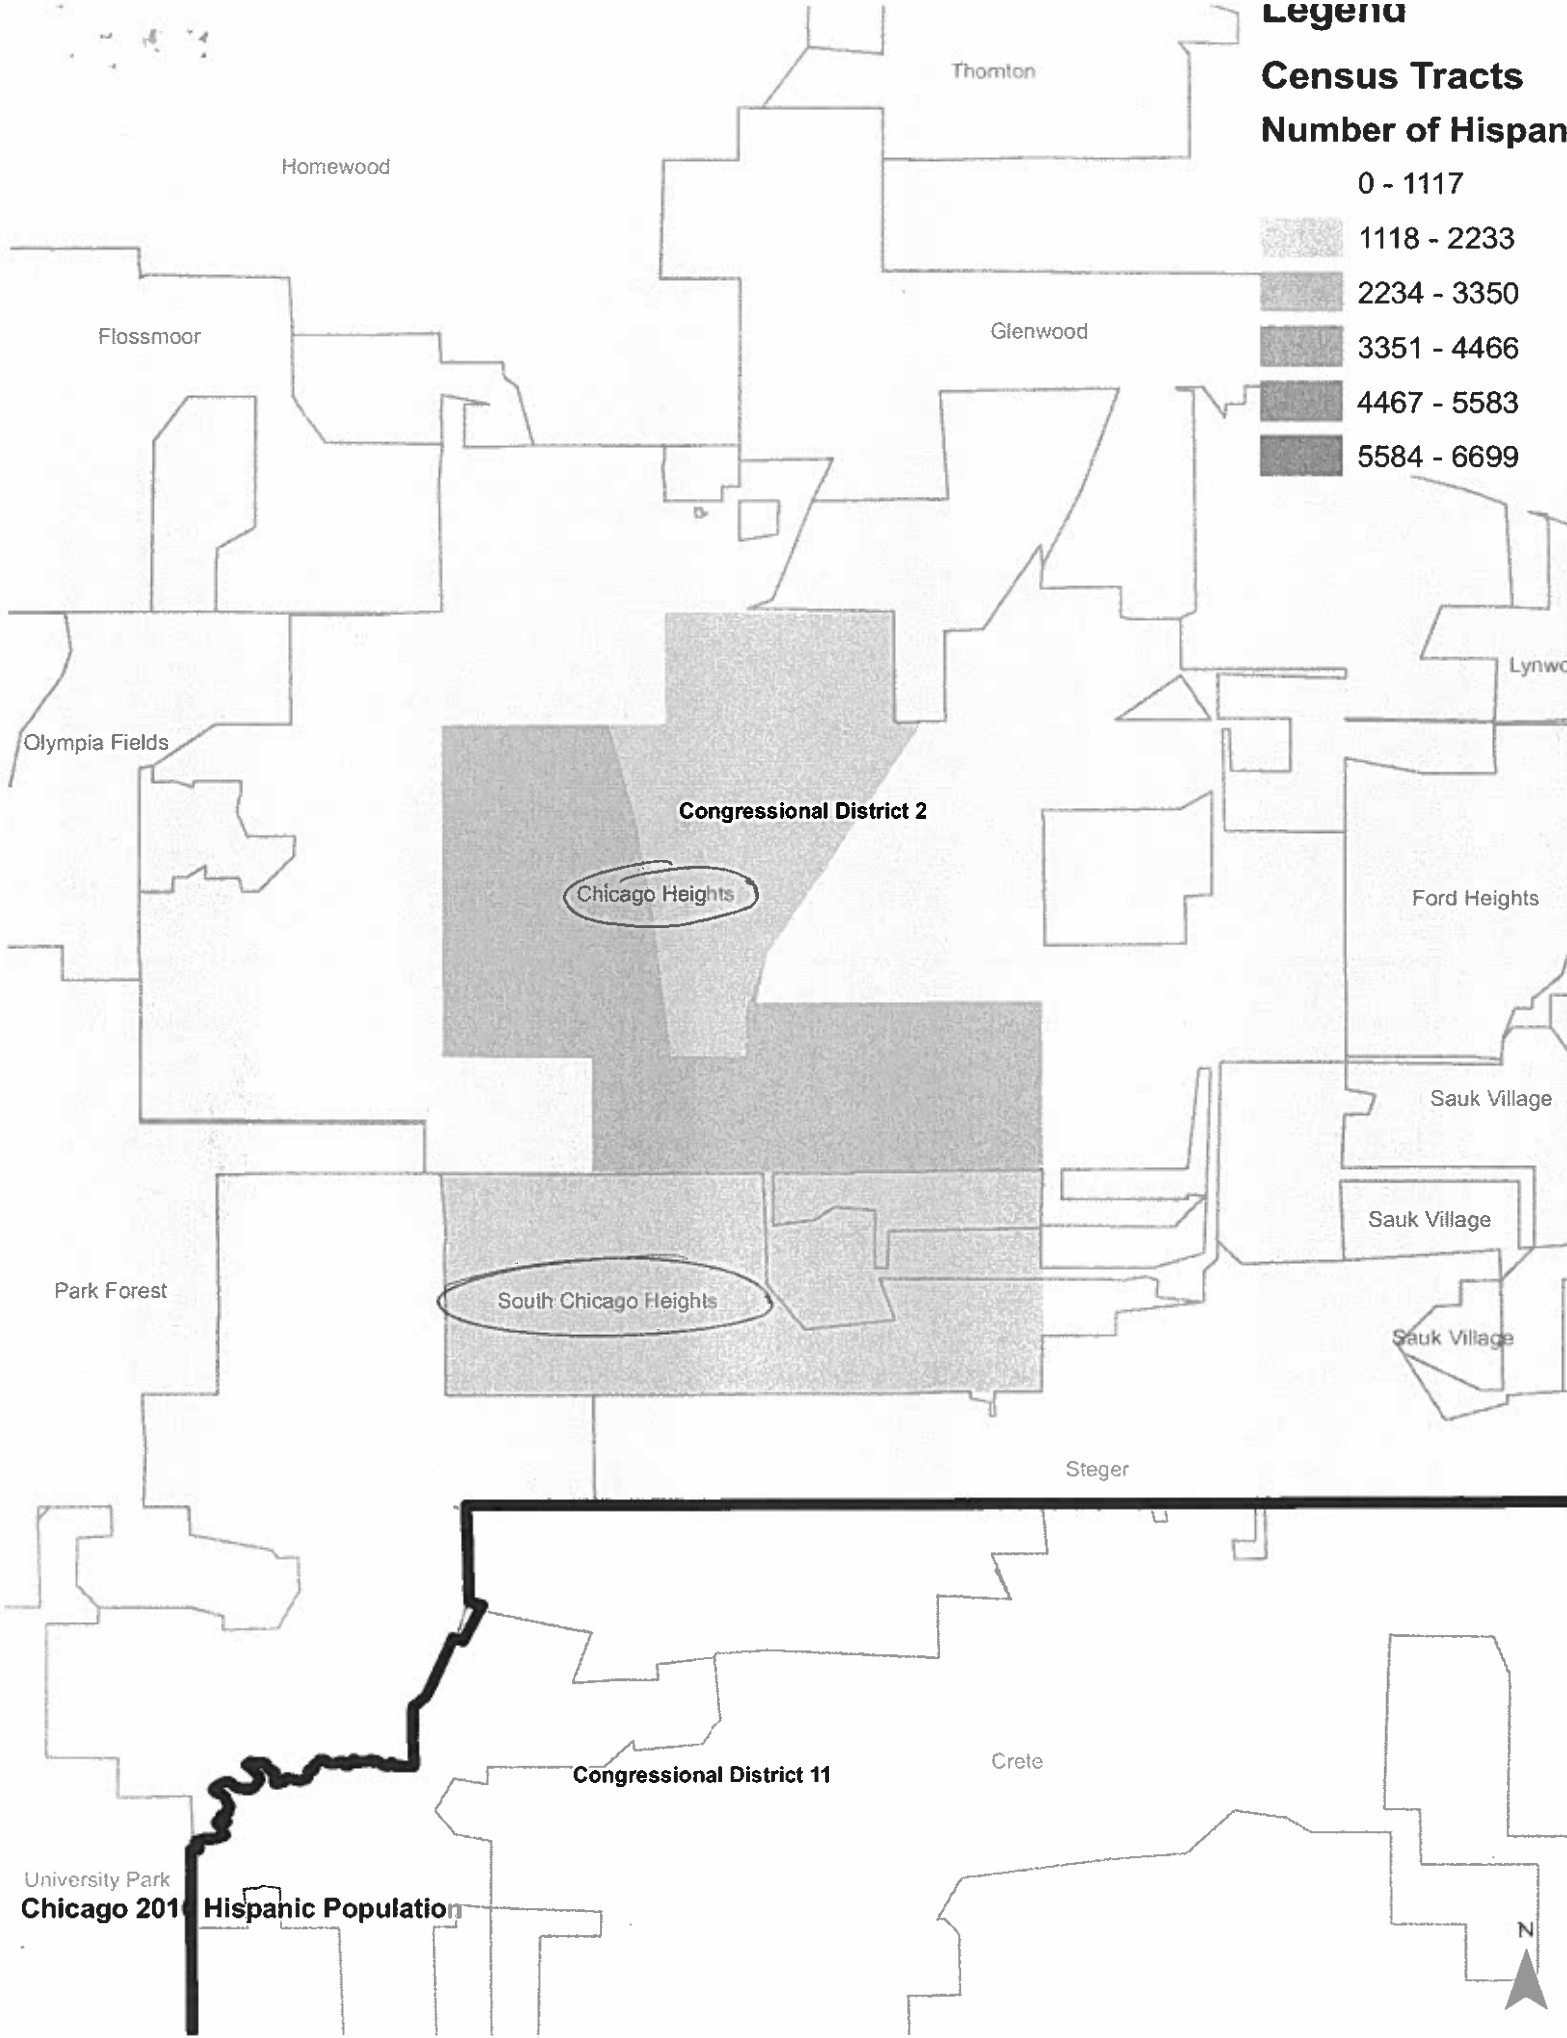 Legend
Census Tracts
Number of Hispan
0 - 1117
1118 - 2233
2234 - 3350
3351 - 4466
4467 - 5583
5584 - 6699
Thornton
Homewood
Flossmoor
Glenwood
Lynwo
Olympia Fields
Congressional District 2
Chicago Heights
Ford Heights
Sauk Village
Sauk Village
Park Forest
South Chicago Heights
Sauk Village
Steger
Crete
Congressional District 11
University Park
Chicago 201 Hispanic Population
N